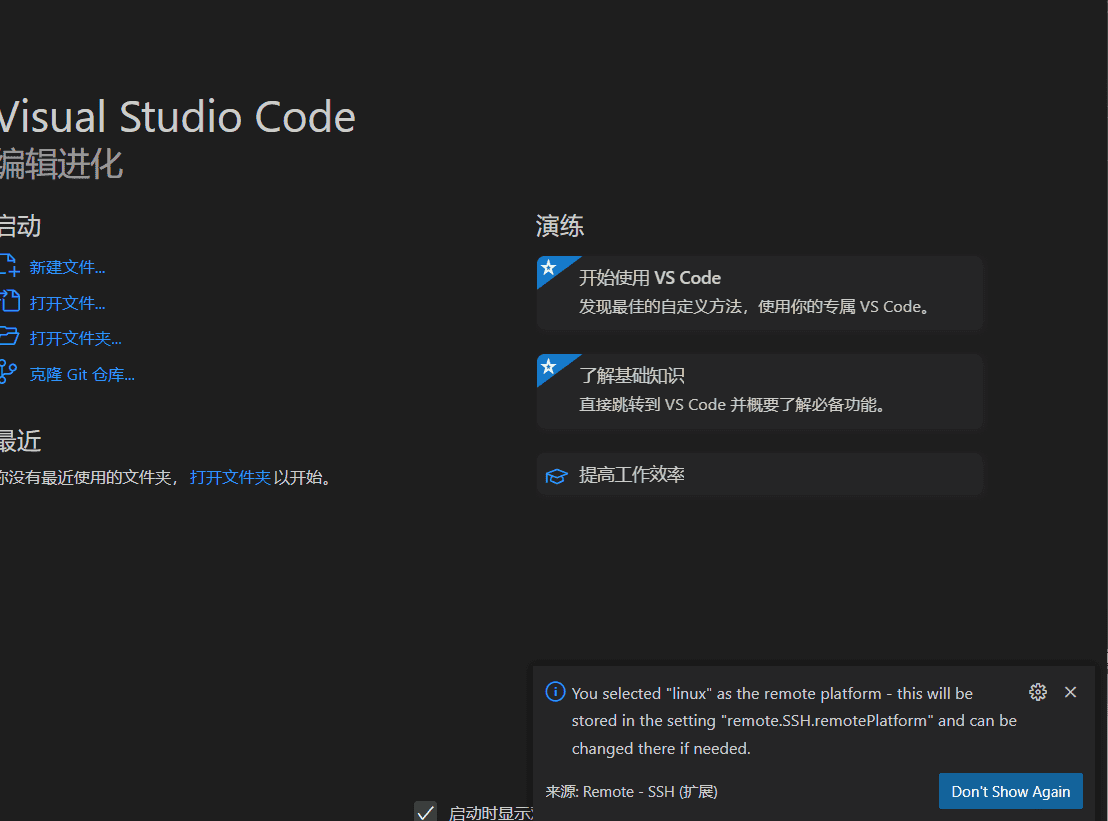 Visual Studio Code
编辑进化
启动
新建文件...
打开文件...
打开文件夹...
克隆 Git 仓库...
最近
你没有最近使用的文件夹，打开文件夹以开始。
演练
开始使用 VS Code
发现最佳的自定义方法，使用你的专属 VS Code。
了解基础知识
直接跳转到 VS Code 并概要了解必备功能。
提高工作效率
You selected "linux" as the remote platform - this will be
stored in the setting "remote.SSH.remotePlatform" and can be
changed there if needed.
来源: Remote - SSH (扩展)
Don't Show Again
启动时显示